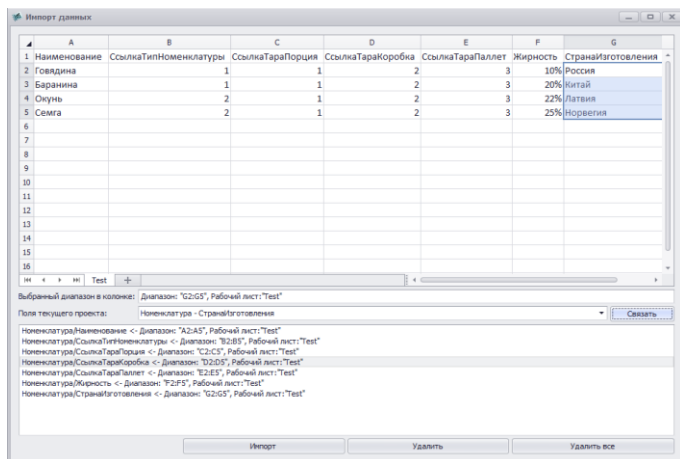 Импорт данных
A B C D E F G
1 Наименование СсылкаТипНоменклатуры СсылкаТараПорция СсылкаТараКоробка СсылкаТараПаллет Жирность СтранаИзготовления
2 Говядина 1 1 2 3 10% Россия
3 Баранина 1 1 2 3 20% Китай
4 Окунь 2 1 2 3 22% Латвия
5 Семга 2 1 2 3 25% Норвегия
6
7
8
9
10
11
12
13
14
15
16
Test
Выбранный диапазон в колонке: Диапазон: "G2:G5", Рабочий лист:"Test"
Поля текущего проекта: Номенклатура - СтранаИзготовления Связать
Номенклатура/Наименование <- Диапазон: "A2:A5", Рабочий лист:"Test"
Номенклатура/СсылкаТипНоменклатуры <- Диапазон: "B2:B5", Рабочий лист:"Test"
Номенклатура/СсылкаТараПорция <- Диапазон: "C2:C5", Рабочий лист:"Test"
Номенклатура/СсылкаТараКоробка <- Диапазон: "D2:D5", Рабочий лист:"Test"
Номенклатура/СсылкаТараПаллет <- Диапазон: "E2:E5", Рабочий лист:"Test"
Номенклатура/Жирность <- Диапазон: "F2:F5", Рабочий лист:"Test"
Номенклатура/СтранаИзготовления <- Диапазон: "G2:G5", Рабочий лист:"Test"
Импорт Удалить Удалить все